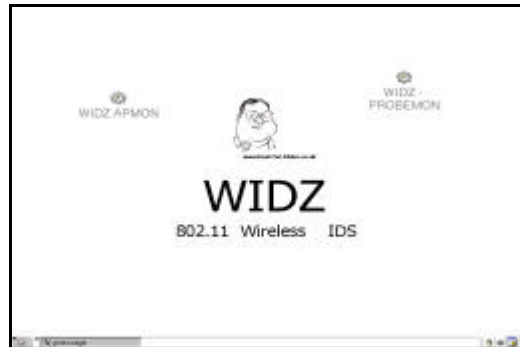 WIDZ APMON
WIDZ -
PROBEMON
WIDZ
802.11 Wireless IDS